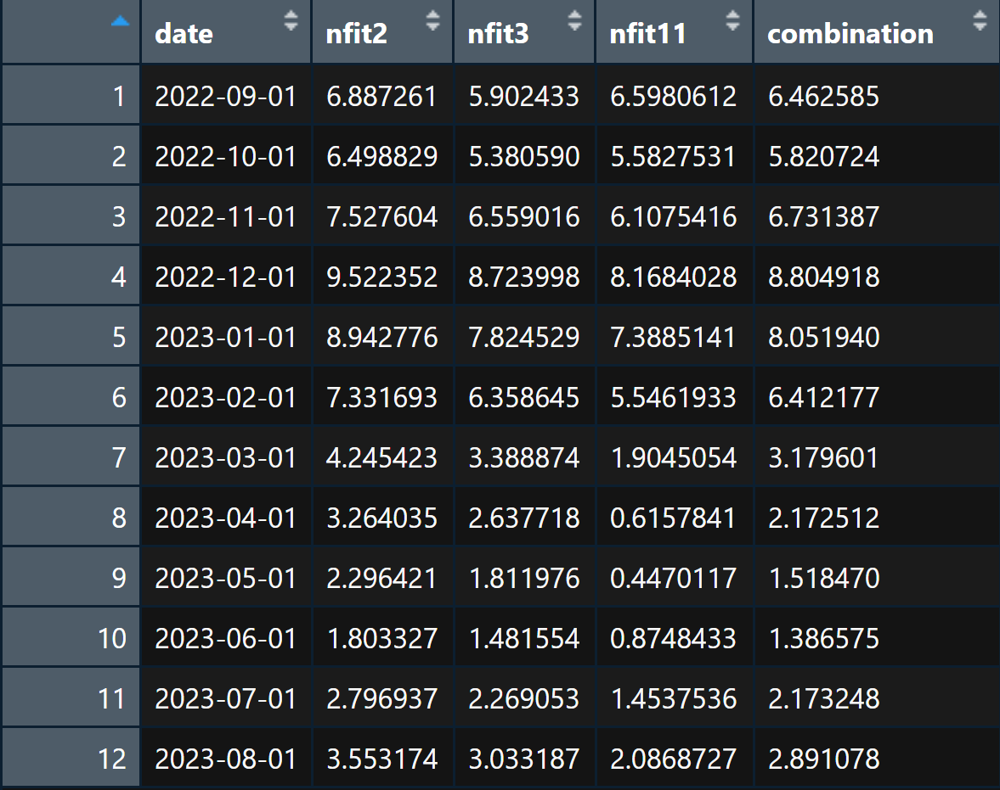 date nfit2 nfit3 nfit11 combination
1 2022-09-01 6.887261 5.902433 6.5980612 6.462585
2 2022-10-01 6.498829 5.380590 5.5827531 5.820724
3 2022-11-01 7.527604 6.559016 6.1075416 6.731387
4 2022-12-01 9.522352 8.723998 8.1684028 8.804918
5 2023-01-01 8.942776 7.824529 7.3885141 8.051940
6 2023-02-01 7.331693 6.358645 5.5461933 6.412177
7 2023-03-01 4.245423 3.388874 1.9045054 3.179601
8 2023-04-01 3.264035 2.637718 0.6157841 2.172512
9 2023-05-01 2.296421 1.811976 0.4470117 1.518470
10 2023-06-01 1.803327 1.481554 0.8748433 1.386575
11 2023-07-01 2.796937 2.269053 1.4537536 2.173248
12 2023-08-01 3.553174 3.033187 2.0868727 2.891078